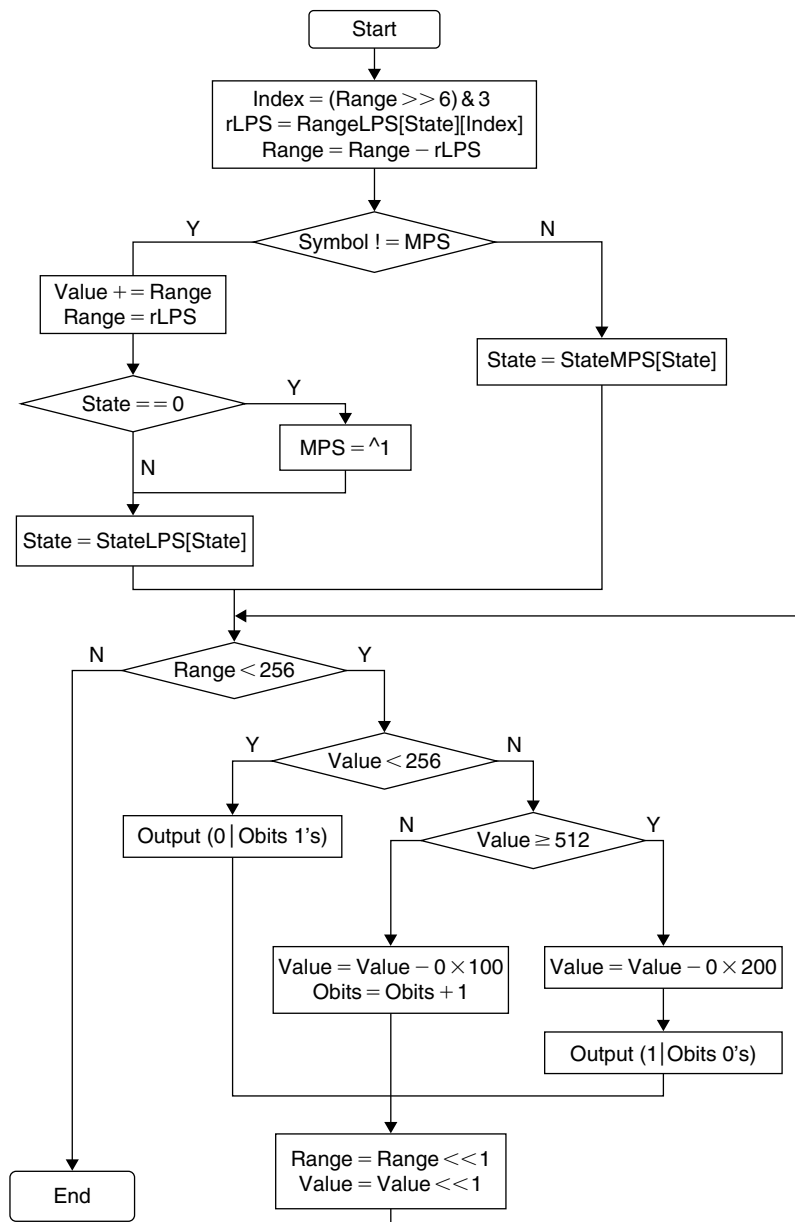 Start
Index = (Range >> 6) & 3
rLPS = RangeLPS[State][Index]
Range = Range − rLPS
Symbol ! = MPS
Y
N
Value + = Range
Range = rLPS
State = StateMPS[State]
State = = 0
Y
N
MPS = ^1
State = StateLPS[State]
Range < 256
N
Y
Value < 256
Y
N
Output (0 | Obits 1's)
Value ≥ 512
N
Y
Value = Value − 0 × 100
Obits = Obits + 1
Value = Value − 0 × 200
Output (1 | Obits 0's)
Range = Range <<1
Value = Value <<1
End